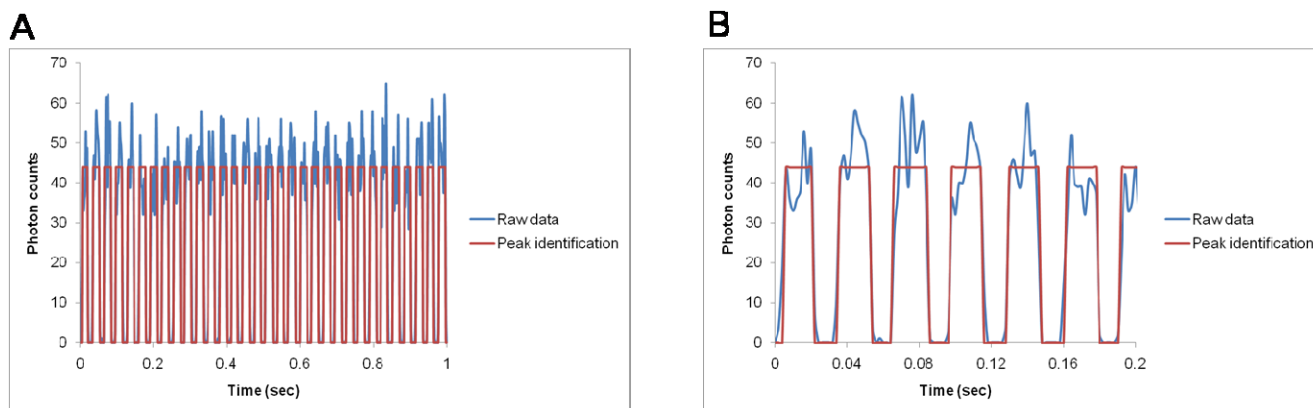 A
70
60
50
40
30
20
10
0
Photon counts
0 0.2 0.4 0.6 0.8 1
Time (sec)
Raw data
Peak identification
B
70
60
50
40
30
20
10
0
Photon counts
0 0.04 0.08 0.12 0.16 0.2
Time (sec)
Raw data
Peak identification